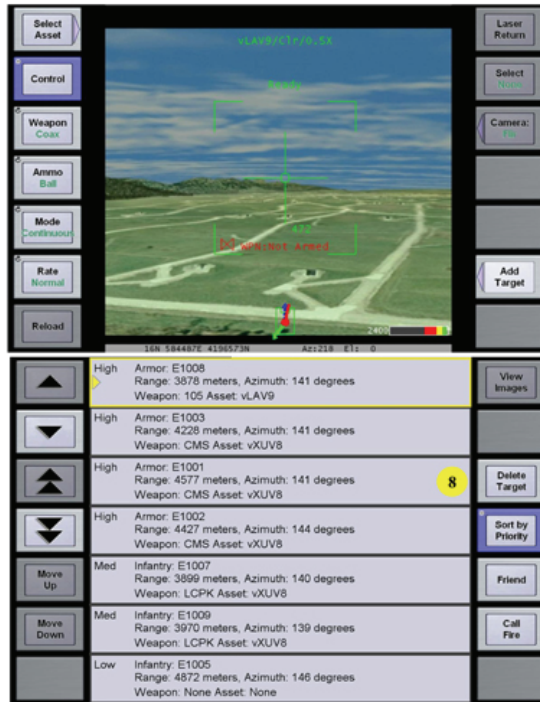 Select
Asset
Control
Weapon
Coax
Ammo
Ball
Mode
Continuous
Rate
Normal
Reload
vLAV9/Clr/0.5X
Ready
472
WPN:Not Armed
2400
16N 584487E 4196573N Az:218 El: 0
Laser
Return
Select
None
Camera:
Add
Target
Move
Up
Move
Down
High Armor: E1008
Range: 3878 meters, Azimuth: 141 degrees
Weapon: 105 Asset: vLAV9
High Armor: E1003
Range: 4228 meters, Azimuth: 141 degrees
Weapon: CMS Asset: vXUV8
High Armor: E1001
Range: 4577 meters, Azimuth: 141 degrees
Weapon: CMS Asset: vXUV8
8
High Armor: E1002
Range: 4427 meters, Azimuth: 144 degrees
Weapon: CMS Asset: vXUV8
Med Infantry: E1007
Range: 3899 meters, Azimuth: 140 degrees
Weapon: LCPK Asset: vXUV8
Med Infantry: E1009
Range: 3970 meters, Azimuth: 139 degrees
Weapon: LCPK Asset: vXUV8
Low Infantry: E1005
Range: 4872 meters, Azimuth: 146 degrees
Weapon: None Asset: None
View
Images
Delete
Target
Sort by
Priority
Friend
Call
Fire